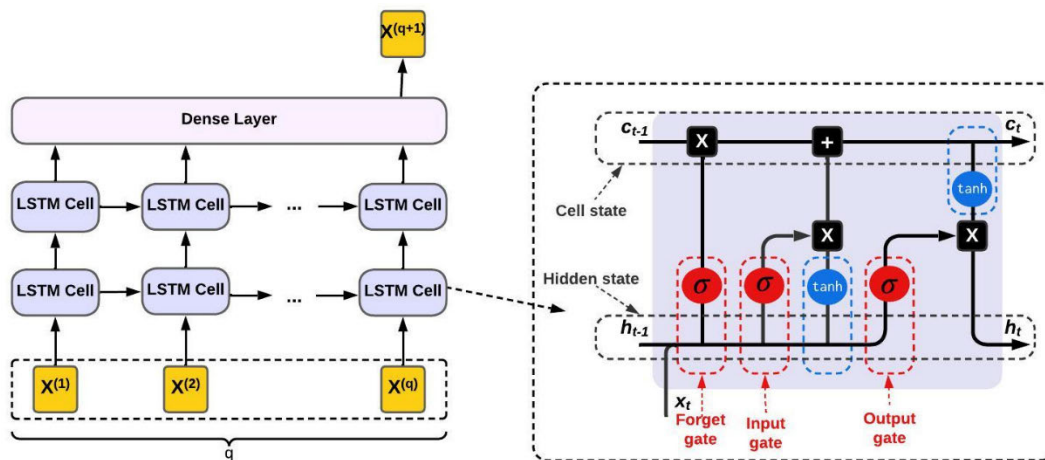 X(q+1)
Dense Layer
LSTM Cell
LSTM Cell
...
LSTM Cell
LSTM Cell
LSTM Cell
...
LSTM Cell
X(1)
X(2)
X(q)
q
ct-1
X
+
ct
tanh
Cell state
X
X
Hidden state
σ
σ
tanh
σ
ht-1
ht
xt
Forget
gate
Input
gate
Output
gate